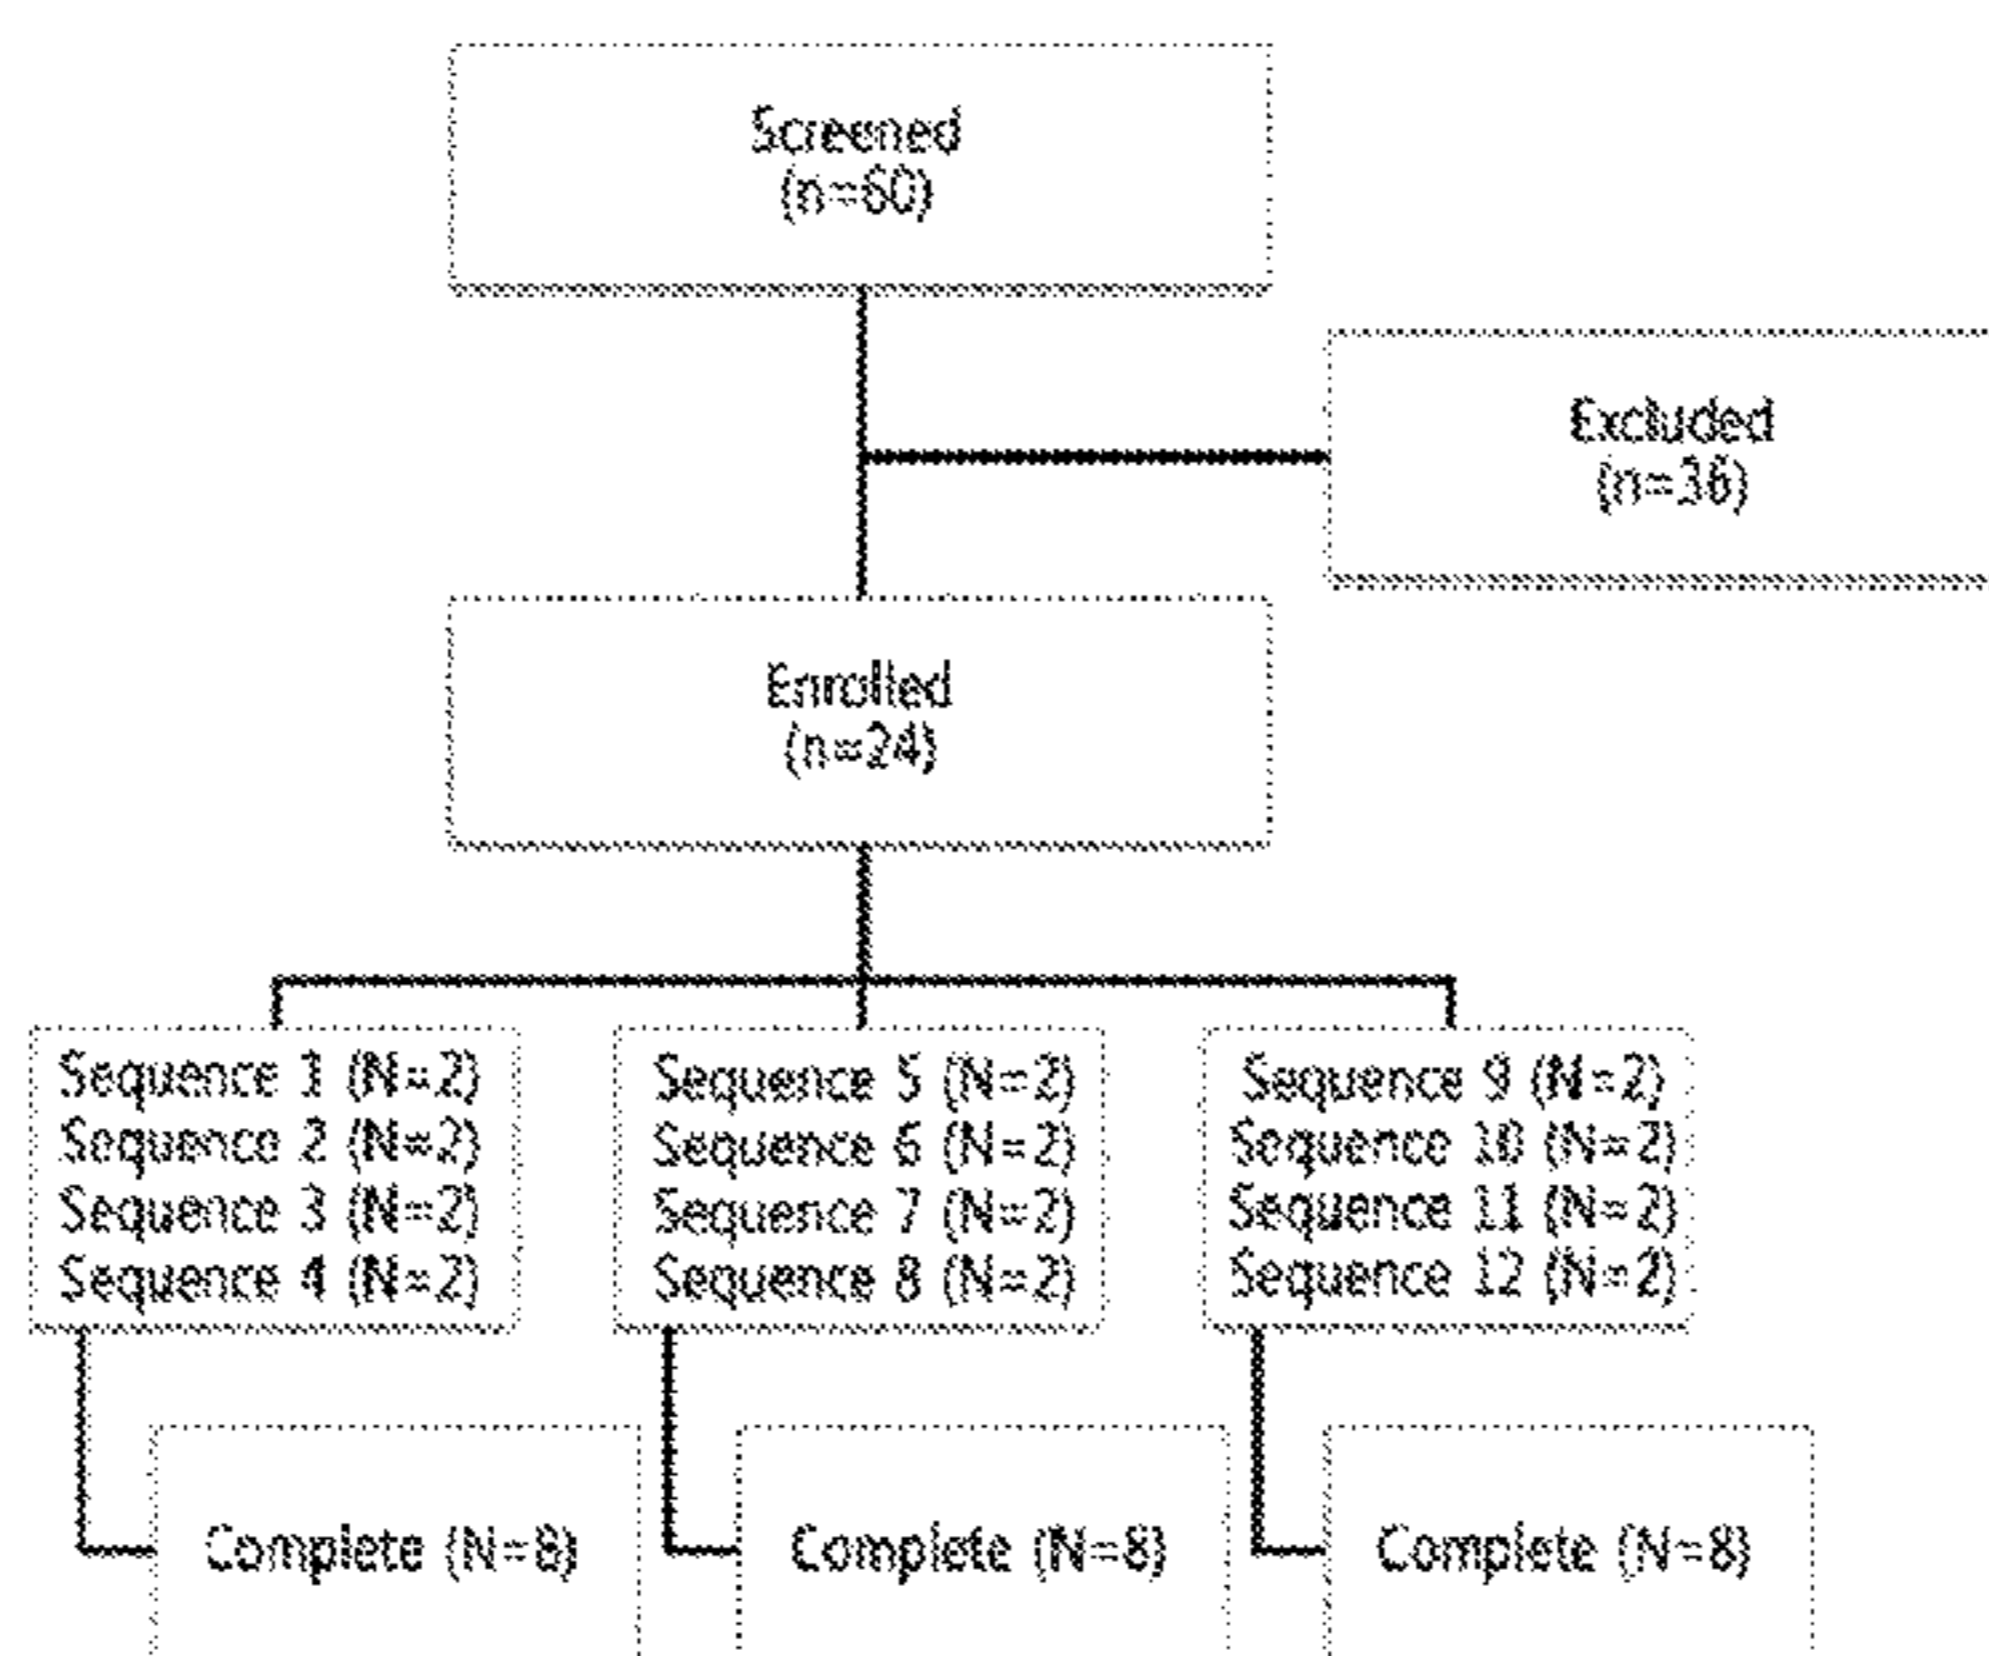 Screened
(n=60)
Excluded
(n=36)
Enrolled
(n=24)
Sequence 1 (N=2)
Sequence 2 (N=2)
Sequence 3 (N=2)
Sequence 4 (N=2)
Sequence 5 (N=2)
Sequence 6 (N=2)
Sequence 7 (N=2)
Sequence 8 (N=2)
Sequence 9 (N=2)
Sequence 10 (N=2)
Sequence 11 (N=2)
Sequence 12 (N=2)
Complete (N=8)
Complete (N=8)
Complete (N=8)